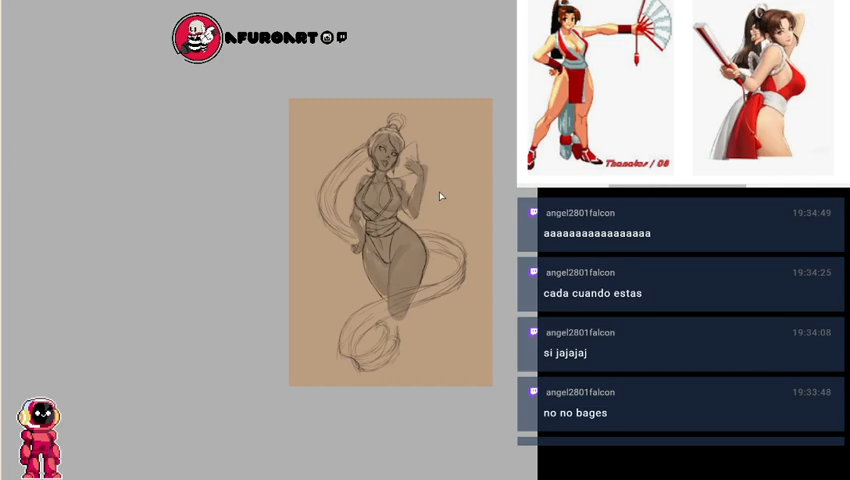 AFUROART
Thanatos / 08
angel2801falcon 19:34:49
aaaaaaaaaaaaaaaaa
angel2801falcon 19:34:25
cada cuando estas
angel2801falcon 19:34:08
si jajajaj
angel2801falcon 19:33:48
no no bages